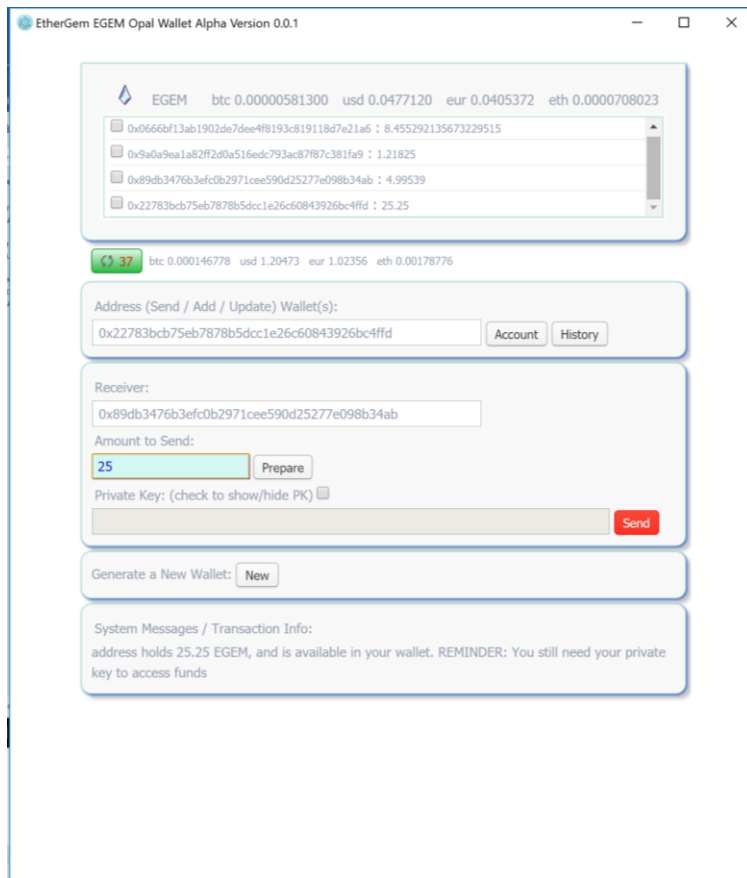 EtherGem EGEM Opal Wallet Alpha Version 0.0.1
EGEM btc 0.00000581300 usd 0.0477120 eur 0.0405372 eth 0.0000708023
0x0666bf13ab1902de7dee4f8193c819118d7e21a6 : 8.455292135673229515
0x9a0a9ea1a82ff2d0a516edc793ac87f87c381fa9 : 1.21825
0x89db3476b3efc0b2971cee590d25277e098b34ab : 4.99539
0x22783bcb75eb7878b5dcc1e26c60843926bc4ffd : 25.25
37 btc 0.000146778 usd 1.20473 eur 1.02356 eth 0.00178776
Address (Send / Add / Update) Wallet(s):
0x22783bcb75eb7878b5dcc1e26c60843926bc4ffd Account History
Receiver:
0x89db3476b3efc0b2971cee590d25277e098b34ab
Amount to Send:
25 Prepare
Private Key: (check to show/hide PK)
Send
Generate a New Wallet: New
System Messages / Transaction Info:
address holds 25.25 EGEM, and is available in your wallet. REMINDER: You still need your private
key to access funds